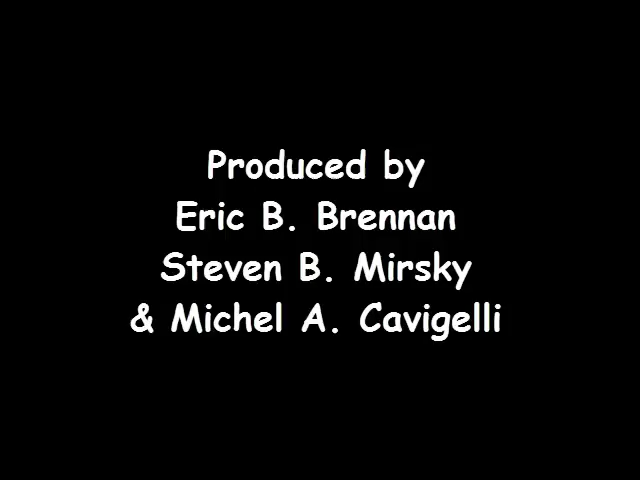 Produced by
Eric B. Brennan
Steven B. Mirsky
& Michel A. Cavigelli